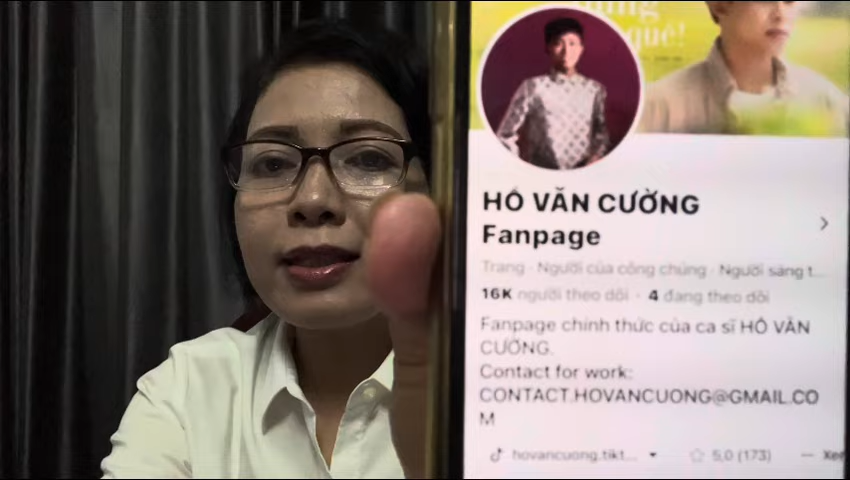 qué!
HỒ VĂN CƯỜNG
Fanpage
Trang · Người của công chúng · Người sáng t...
16K người theo dõi · 4 đang theo dõi
Fanpage chính thức của ca sĩ HỒ VĂN
CƯỜNG.
Contact for work:
CONTACT.HOVANCUONG@GMAIL.CO
M
hovancuong.tikt...
5,0 (173)